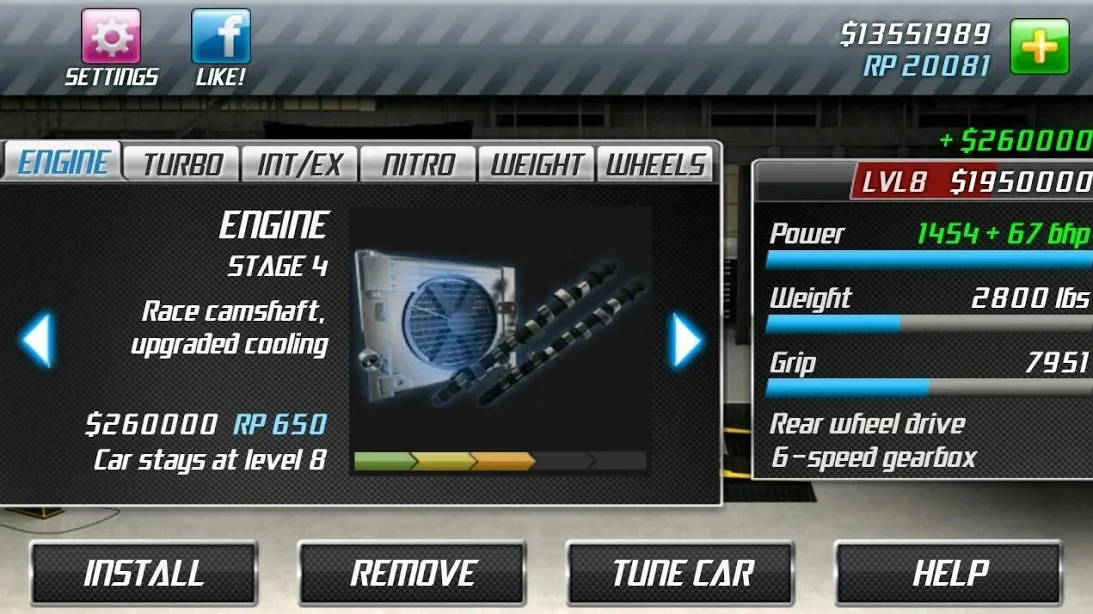 SETTINGS
LIKE!
$13551989
RP 20081
+ $260000
ENGINE TURBO INT/EX NITRO WEIGHT WHEELS
LVL8 $1950000
ENGINE
STAGE 4
Race camshaft,
upgraded cooling
$260000 RP 650
Car stays at level 8
Power 1454 + 67 bhp
Weight 2800 lbs
Grip 7951
Rear wheel drive
6-speed gearbox
INSTALL REMOVE TUNE CAR HELP